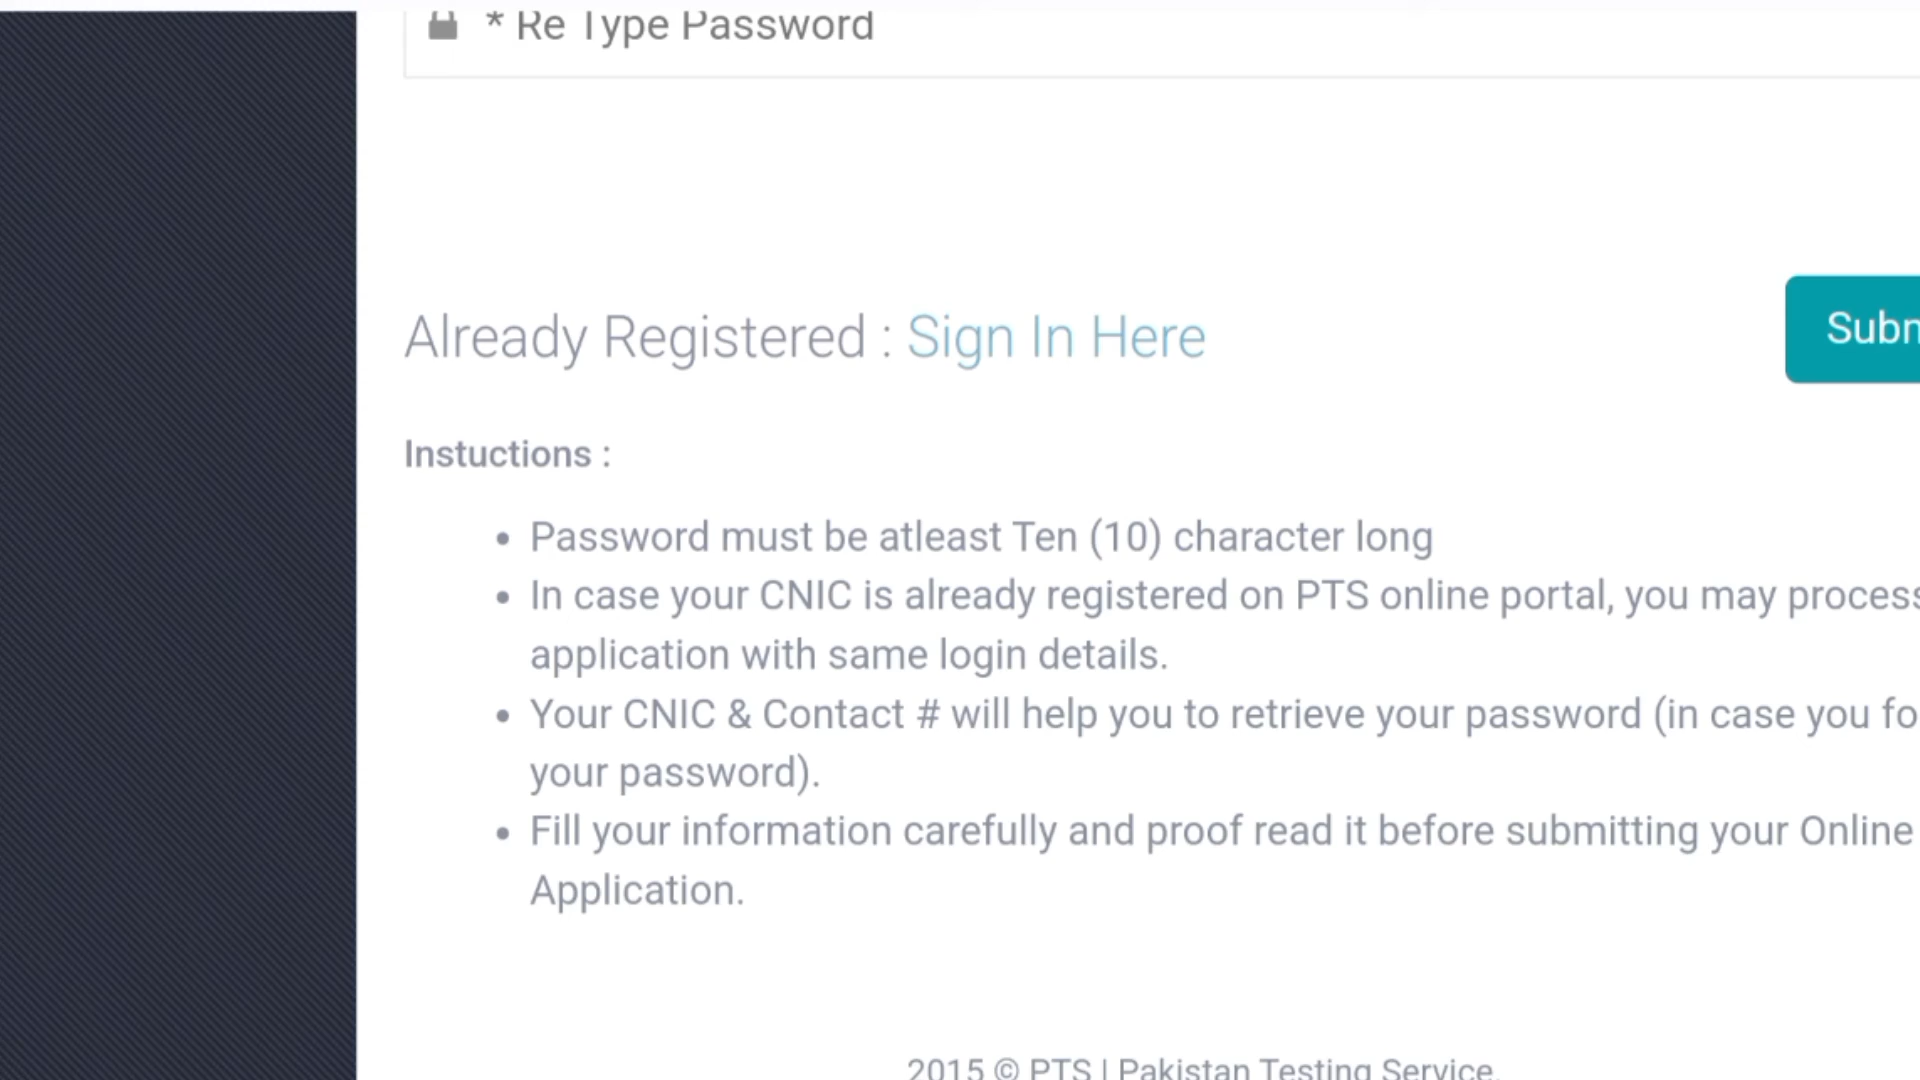 * Re Type Password
Already Registered : Sign In Here
Instuctions :
• Password must be atleast Ten (10) character long
• In case your CNIC is already registered on PTS online portal, you may process
application with same login details.
• Your CNIC & Contact # will help you to retrieve your password (in case you fo
your password).
• Fill your information carefully and proof read it before submitting your Online
Application.
2015 © PTS | Pakistan Testing Service.